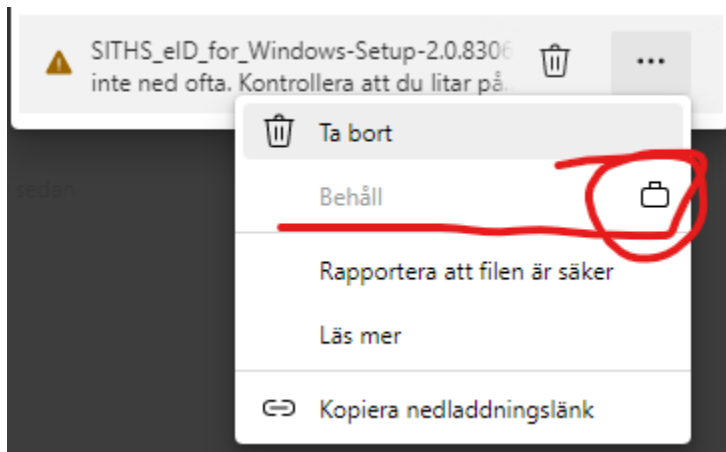 SITHS_eID_for_Windows-Setup-2.0.8306
inte ned ofta. Kontrollera att du litar på...
Ta bort
sedan
Behåll
Rapportera att filen är säker
Läs mer
Kopiera nedladdningslänk